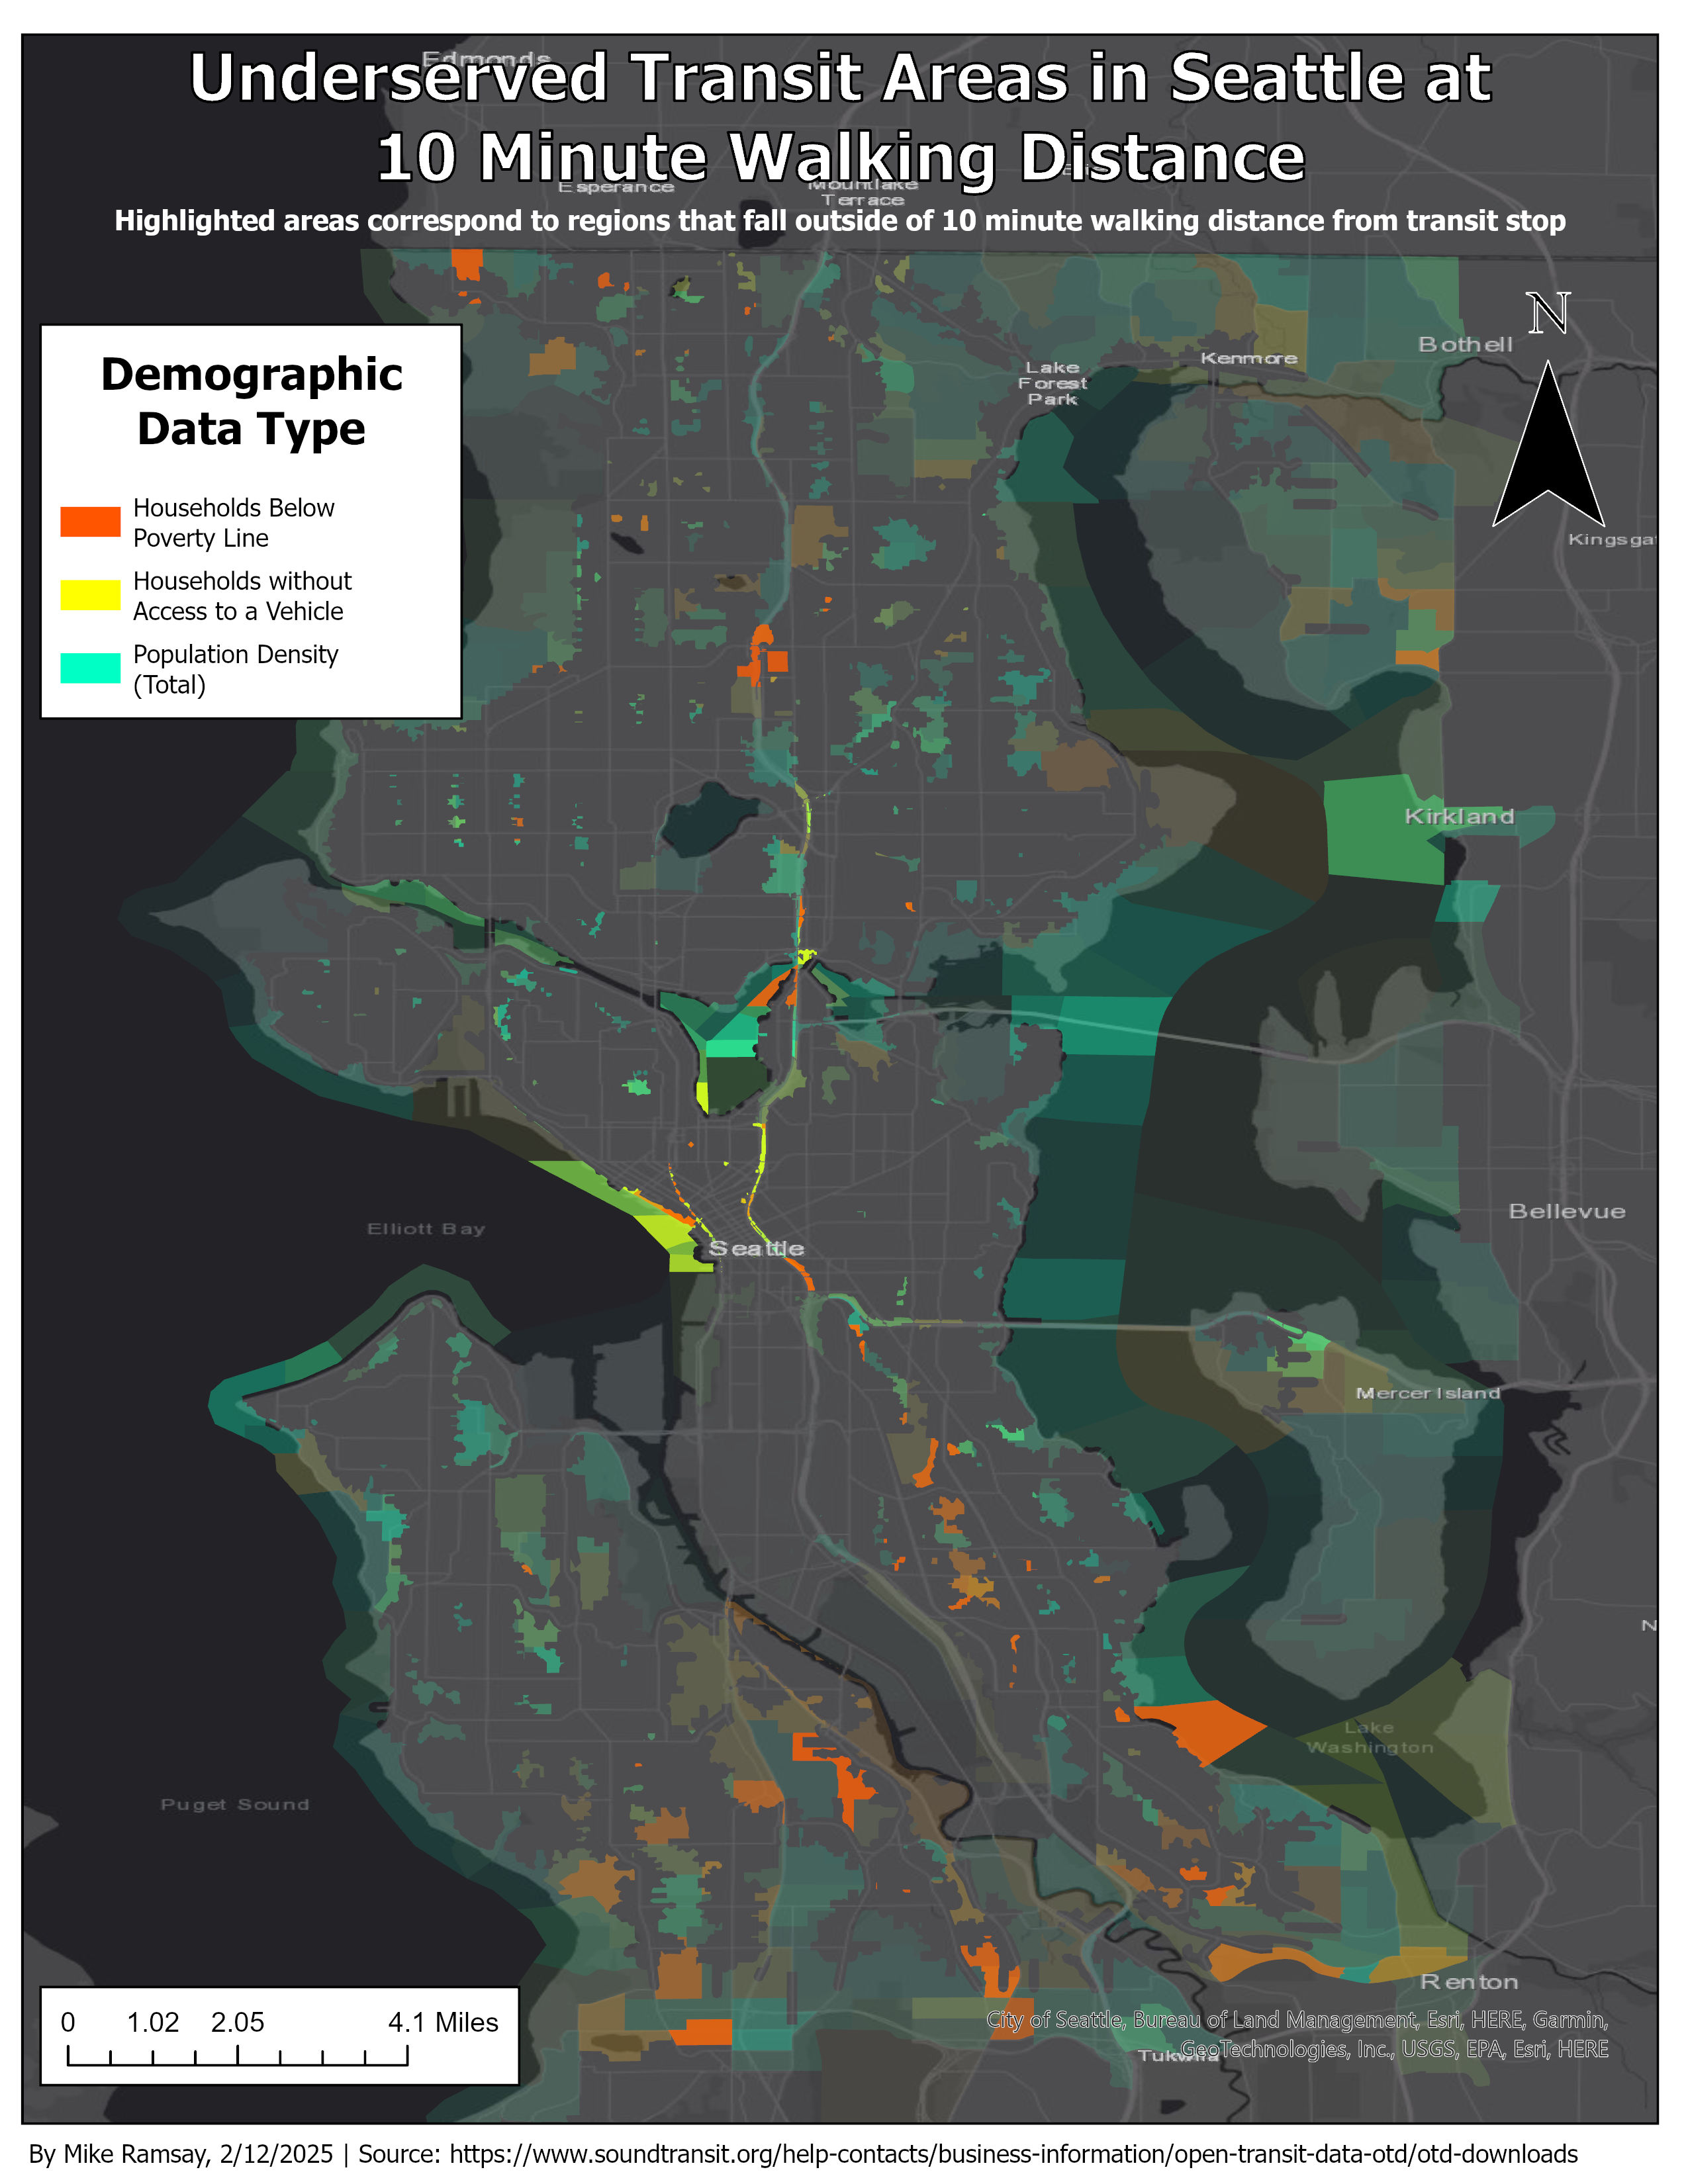 Edmonds
Underserved Transit Areas in Seattle at
10 Minute Walking Distance
Esperance
Mountlake
Terrace
Highlighted areas correspond to regions that fall outside of 10 minute walking distance from transit stop
N
Bothell
Kenmore
Lake
Forest
Park
Demographic
Data Type
Households Below
Poverty Line
Households without
Access to a Vehicle
Population Density
(Total)
Kingsga
Kirkland
Bellevue
Elliott Bay
Seattle
Mercer Island
N
Lake
Washington
Puget Sound
Renton
0 1.02 2.05 4.1 Miles
City of Seattle, Bureau of Land Management, Esri, HERE, Garmin,
GeoTechnologies, Inc., USGS, EPA, Esri, HERE
Tukwila
By Mike Ramsay, 2/12/2025 | Source: https://www.soundtransit.org/help-contacts/business-information/open-transit-data-otd/otd-downloads